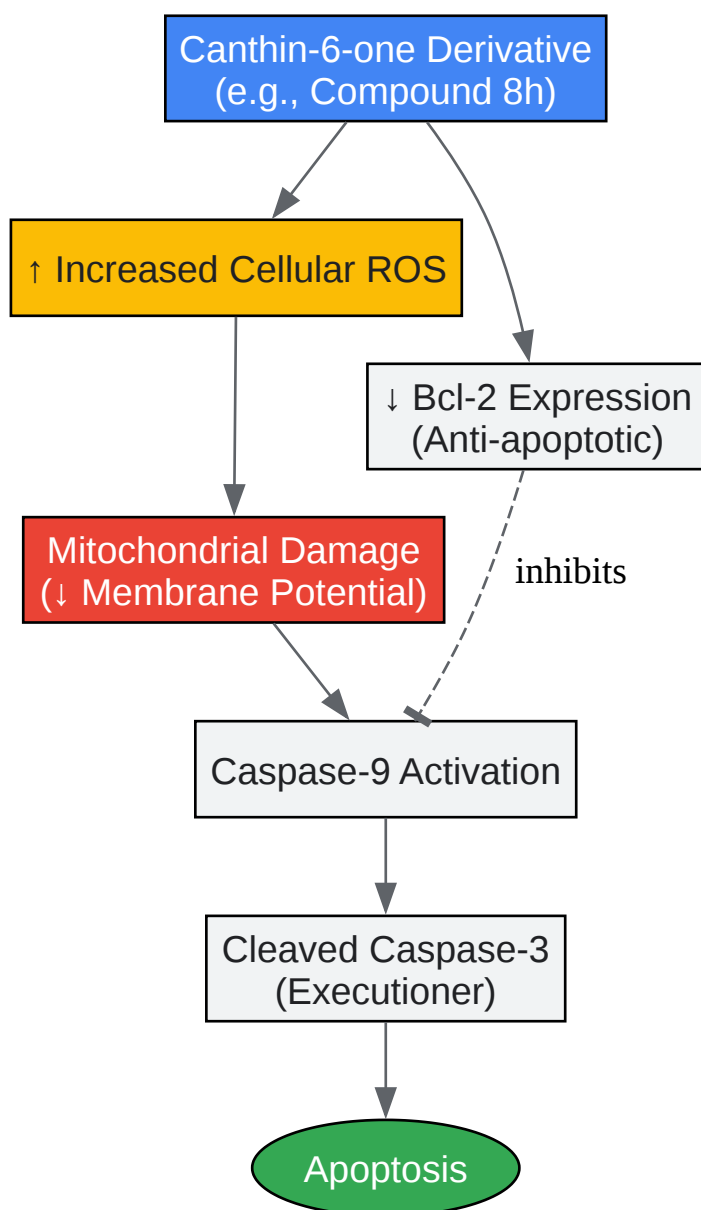 Canthin-6-one Derivative
(e.g., Compound 8h)
↑ Increased Cellular ROS
↓ Bcl-2 Expression
(Anti-apoptotic)
Mitochondrial Damage
(↓ Membrane Potential)
inhibits
Caspase-9 Activation
Cleaved Caspase-3
(Executioner)
Apoptosis